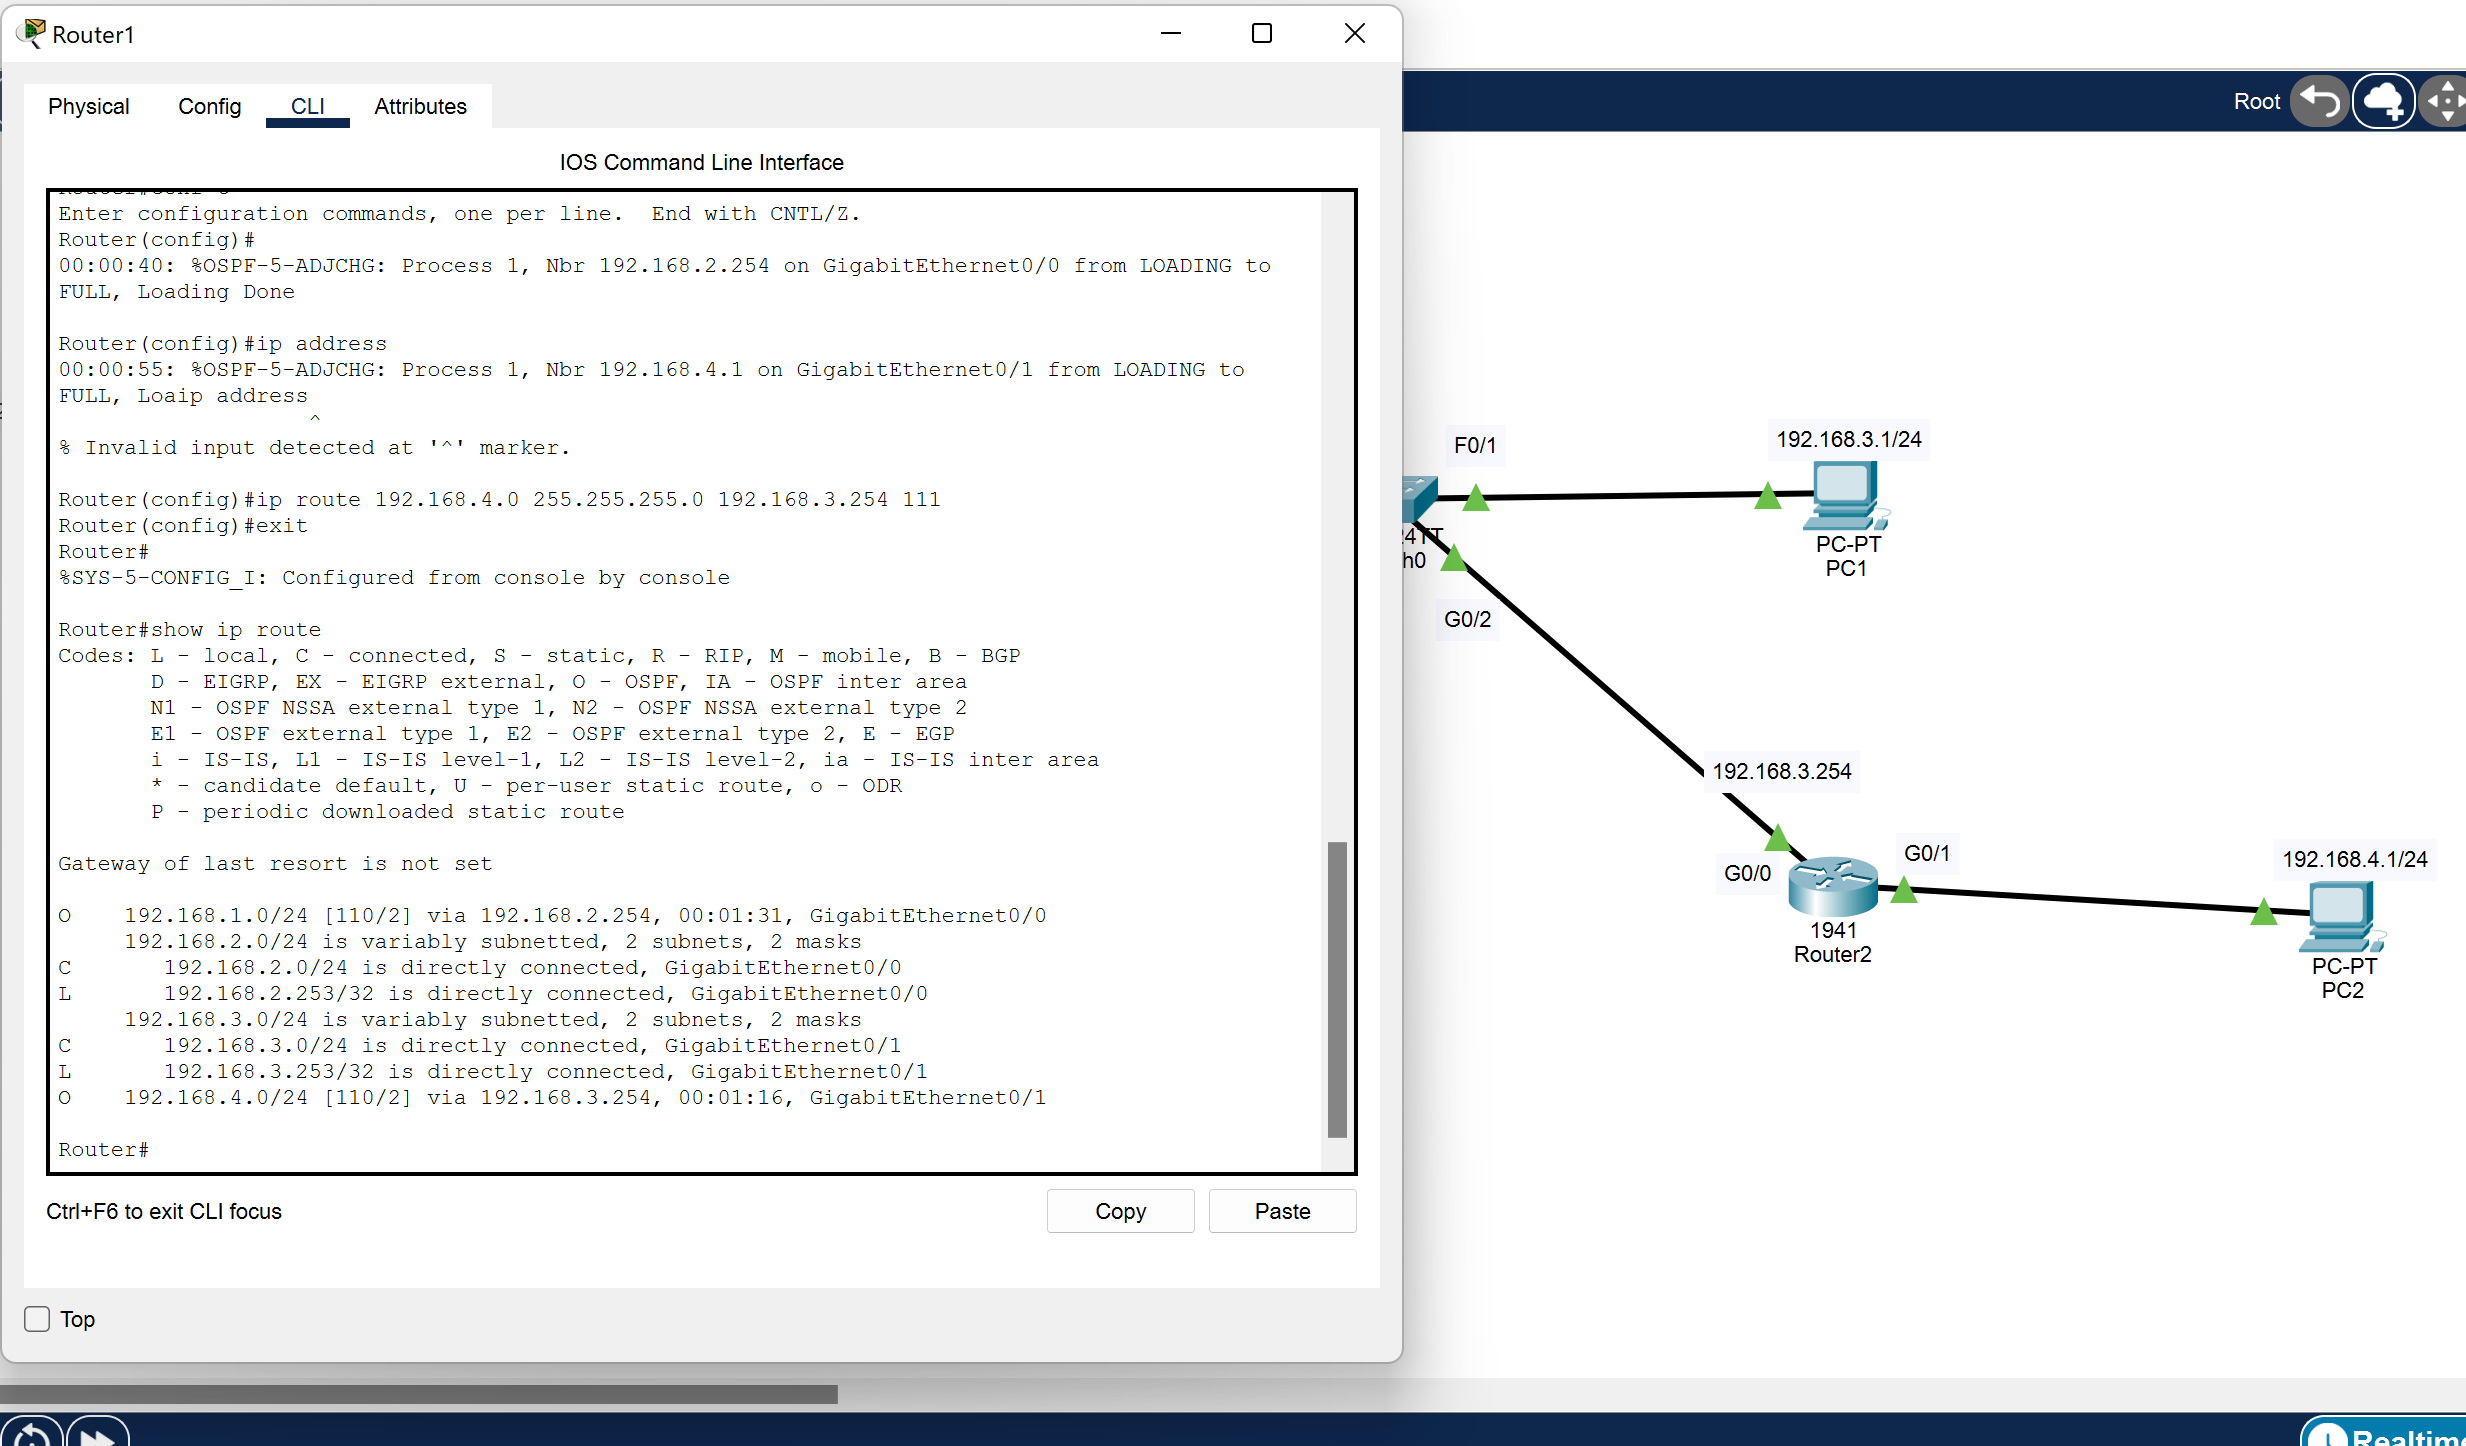 Router1
Root
Physical Config CLI Attributes
IOS Command Line Interface
Enter configuration commands, one per line.  End with CNTL/Z.
Router(config)#
00:00:40: %OSPF-5-ADJCHG: Process 1, Nbr 192.168.2.254 on GigabitEthernet0/0 from LOADING to
FULL, Loading Done
Router(config)#ip address
00:00:55: %OSPF-5-ADJCHG: Process 1, Nbr 192.168.4.1 on GigabitEthernet0/1 from LOADING to
FULL, Loaip address
^
% Invalid input detected at '^' marker.
Router(config)#ip route 192.168.4.0 255.255.255.0 192.168.3.254 111
Router(config)#exit
Router#
%SYS-5-CONFIG_I: Configured from console by console
Router#show ip route
Codes: L - local, C - connected, S - static, R - RIP, M - mobile, B - BGP
D - EIGRP, EX - EIGRP external, O - OSPF, IA - OSPF inter area
N1 - OSPF NSSA external type 1, N2 - OSPF NSSA external type 2
E1 - OSPF external type 1, E2 - OSPF external type 2, E - EGP
i - IS-IS, L1 - IS-IS level-1, L2 - IS-IS level-2, ia - IS-IS inter area
* - candidate default, U - per-user static route, o - ODR
P - periodic downloaded static route
Gateway of last resort is not set
O 192.168.1.0/24 [110/2] via 192.168.2.254, 00:01:31, GigabitEthernet0/0
192.168.2.0/24 is variably subnetted, 2 subnets, 2 masks
C 192.168.2.0/24 is directly connected, GigabitEthernet0/0
L 192.168.2.253/32 is directly connected, GigabitEthernet0/0
192.168.3.0/24 is variably subnetted, 2 subnets, 2 masks
C 192.168.3.0/24 is directly connected, GigabitEthernet0/1
L 192.168.3.253/32 is directly connected, GigabitEthernet0/1
O 192.168.4.0/24 [110/2] via 192.168.3.254, 00:01:16, GigabitEthernet0/1
Router#
Ctrl+F6 to exit CLI focus
Copy
Paste
Top
F0/1
192.168.3.1/24
4TT
h0
PC-PT
PC1
G0/2
192.168.3.254
G0/0
G0/1
1941
Router2
192.168.4.1/24
PC-PT
PC2
Realtim